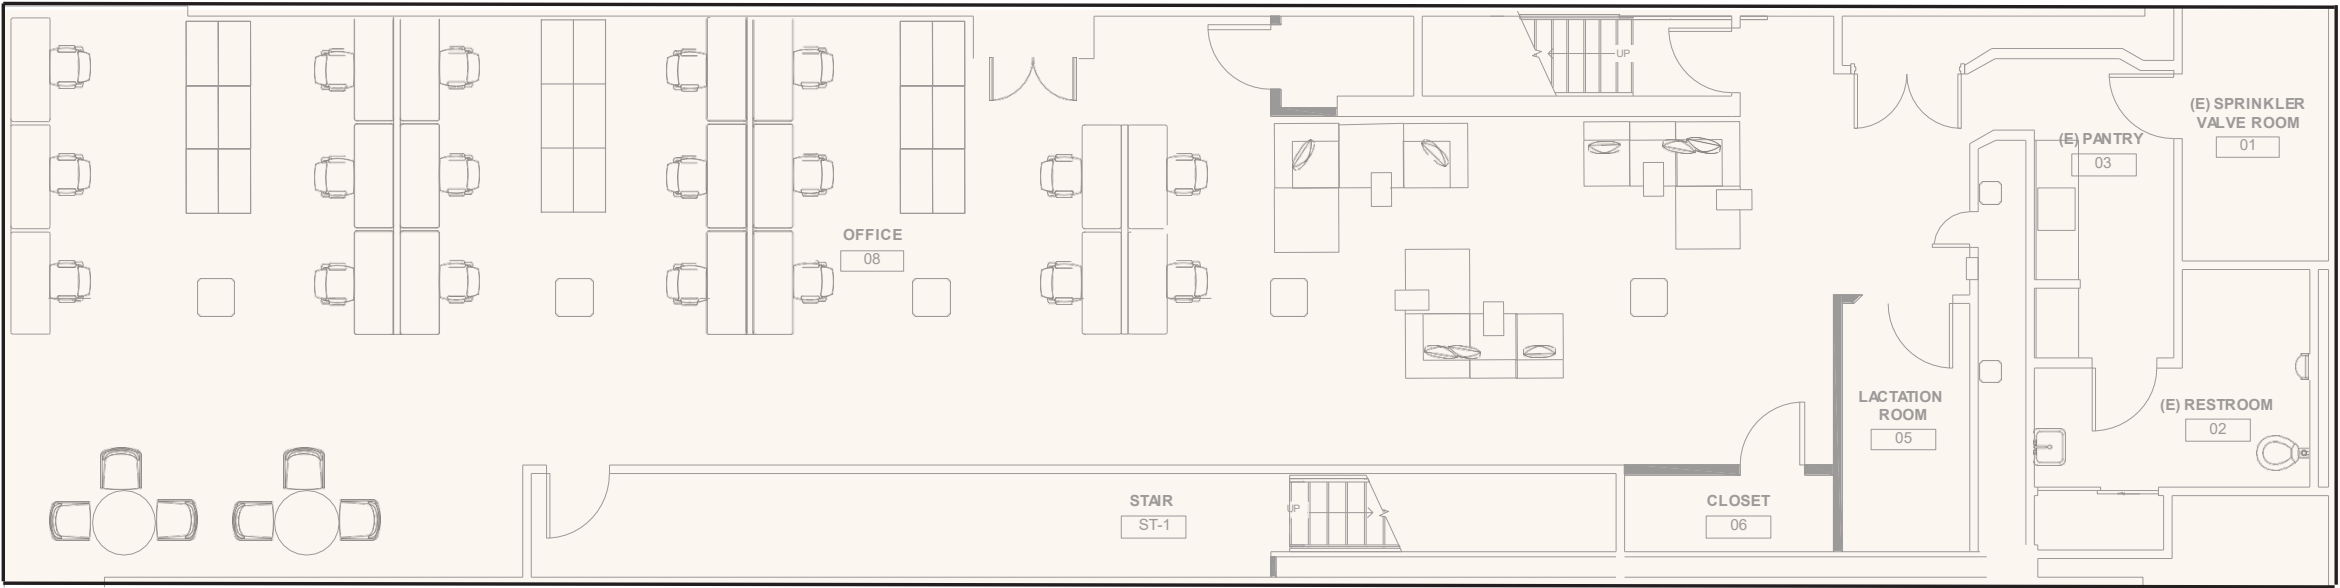 UP
(E) SPRINKLER
VALVE ROOM
01
(E) PANTRY
03
OFFICE
08
LACTATION
ROOM
05
(E) RESTROOM
02
STAIR
ST-1
UP
CLOSET
06